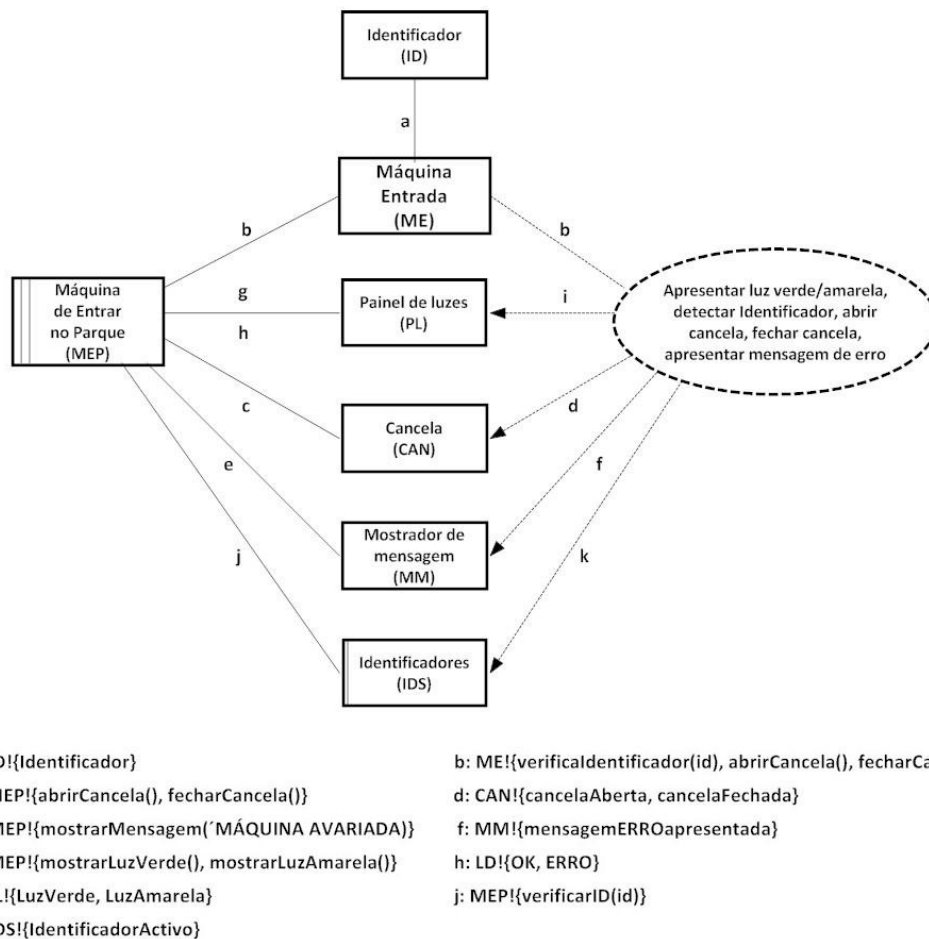 Identificador
(ID)
a
Máquina
Entrada
(ME)
b
b
Máquina
de Entrar
no Parque
(MEP)
g
h
Painel de luzes
(PL)
i
Apresentar luz verde/amarela,
detectar Identificador, abrir
cancela, fechar cancela,
apresentar mensagem de erro
c
Cancela
(CAN)
d
e
f
Mostrador de
mensagem
(MM)
j
k
Identificadores
(IDS)
D!{Identificador}
b: ME!{verificaIdentificador(id), abrirCancela(), fecharCa
MEP!{abrirCancela(), fecharCancela()}
d: CAN!{cancelaAberta, cancelaFechada}
MEP!{mostrarMensagem(´MÁQUINA AVARIADA)}
f: MM!{mensagemERROapresentada}
MEP!{mostrarLuzVerde(), mostrarLuzAmarela()}
h: LD!{OK, ERRO}
L!{LuzVerde, LuzAmarela}
j: MEP!{verificarID(id)}
DS!{IdentificadorActivo}